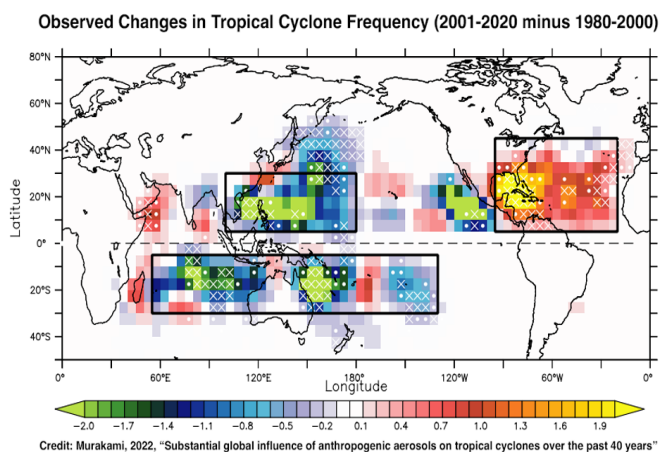 Observed Changes in Tropical Cyclone Frequency (2001-2020 minus 1980-2000)
80°N
60°N
40°N
20°N
0°
20°S
40°S
Latitude
0° 60°E 120°E 180° 120°W 60°W 0°
Longitude
-2.0 -1.7 -1.4 -1.1 -0.8 -0.5 -0.2 0.1 0.4 0.7 1.0 1.3 1.6 1.9
Credit: Murakami, 2022, “Substantial global influence of anthropogenic aerosols on tropical cyclones over the past 40 years”